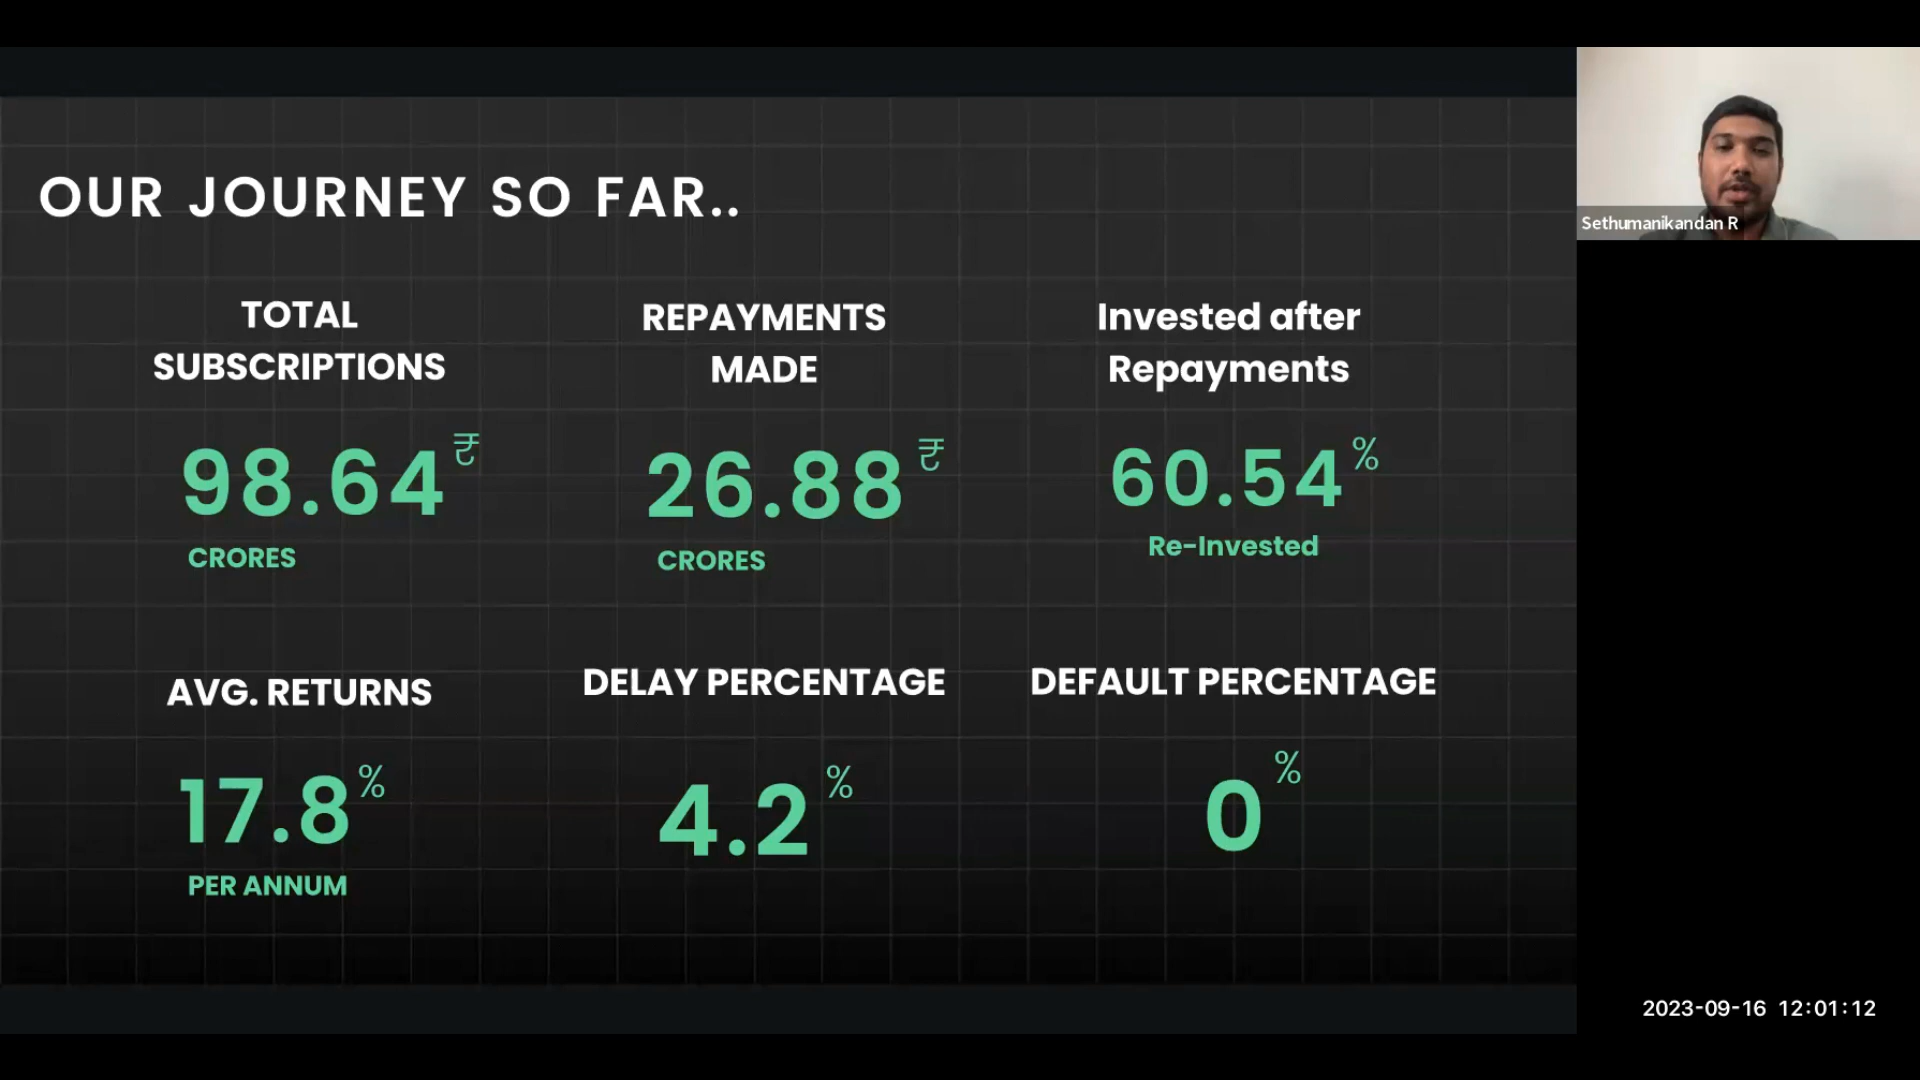 OUR JOURNEY SO FAR..
TOTAL
SUBSCRIPTIONS
98.64 ₹
CRORES
REPAYMENTS
MADE
26.88 ₹
CRORES
Invested after
Repayments
60.54 %
Re-Invested
AVG. RETURNS
17.8 %
PER ANNUM
DELAY PERCENTAGE
4.2 %
DEFAULT PERCENTAGE
0 %
Sethumanikandan R
2023-09-16 12:01:12